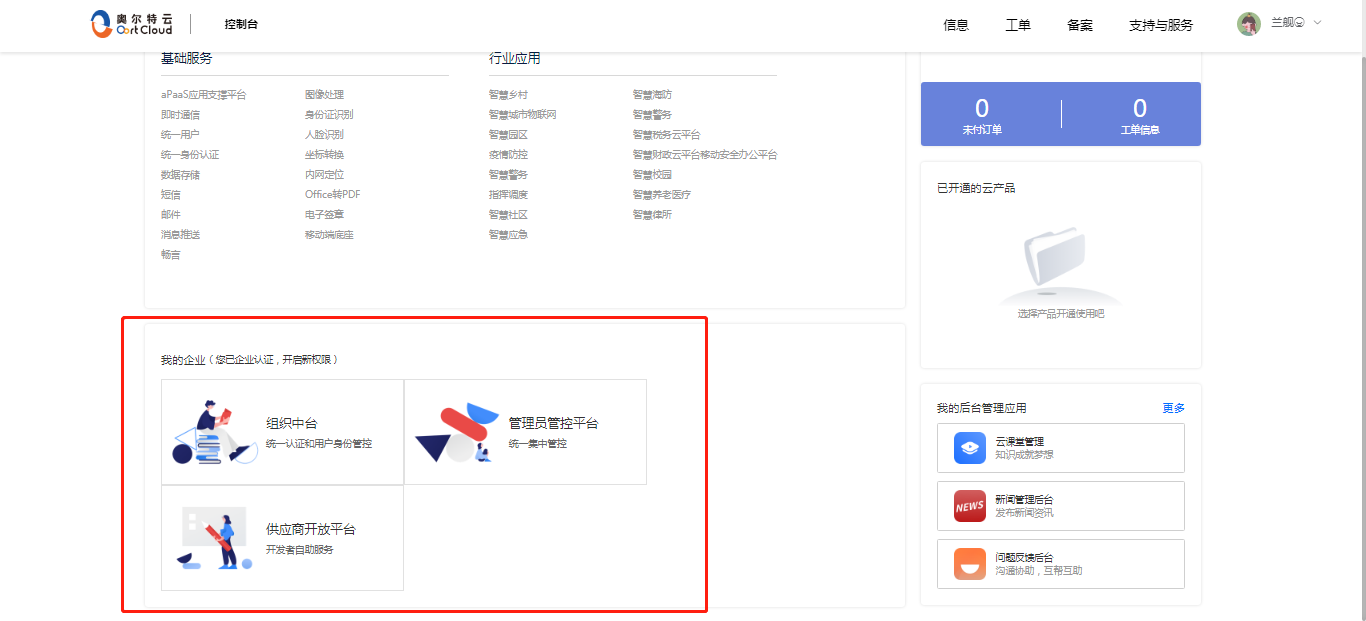 奥尔特云
OortCloud
控制台
信息
工单
备案
支持与服务
兰舰
基础服务
行业应用
aPaaS应用支撑平台
图像处理
智慧乡村
智慧海防
即时通信
身份证识别
智慧城市物联网
智慧警务
统一用户
人脸识别
智慧园区
智慧税务云平台
统一身份认证
坐标转换
疫情防控
智慧财政云平台移动安全办公平台
数据存储
内网定位
智慧警务
智慧校园
短信
Office转PDF
指挥调度
智慧养老医疗
邮件
电子签章
智慧社区
智慧律所
消息推送
移动端底座
智慧应急
畅言
0
未付订单
0
工单信息
已开通的云产品
选择产品开通使用吧
我的企业（您已企业认证，开启新权限）
组织中台
统一认证和用户身份管控
管理员管控平台
统一集中管控
供应商开放平台
开发者自助服务
我的后台管理应用
更多
云课堂管理
知识成就梦想
NEWS
新闻管理后台
发布新闻资讯
问题反馈后台
沟通协助，互帮互助